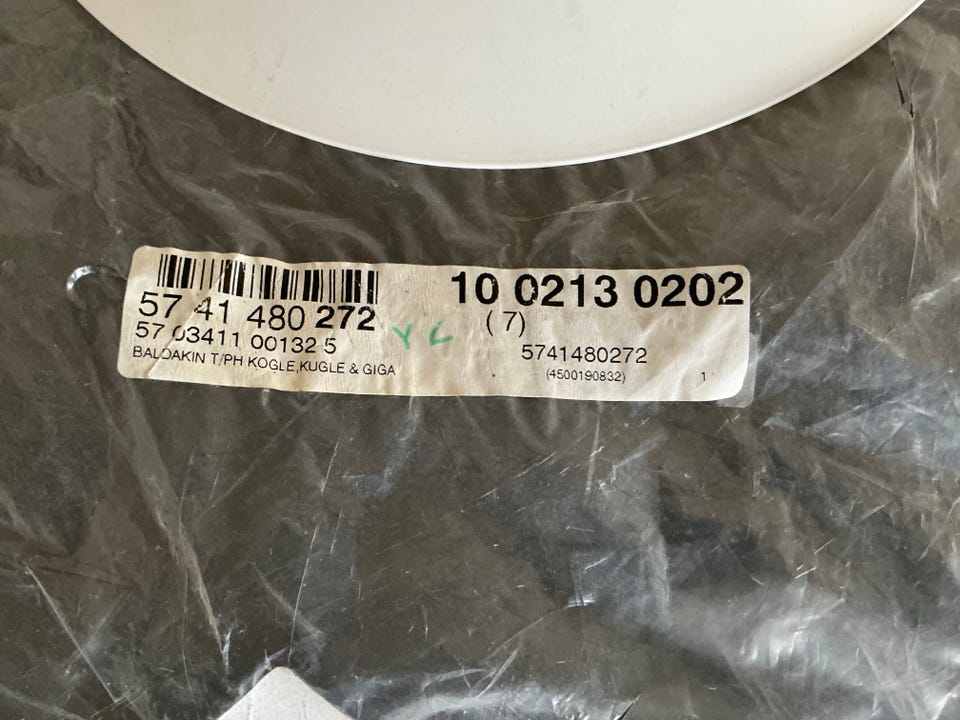 57 41 480 272
57 03411 00132 5
BALDAKIN T/PH KOGLE,KUGLE & GIGA
YL
10 0213 0202
(7)
5741480272
(4500190832)
1